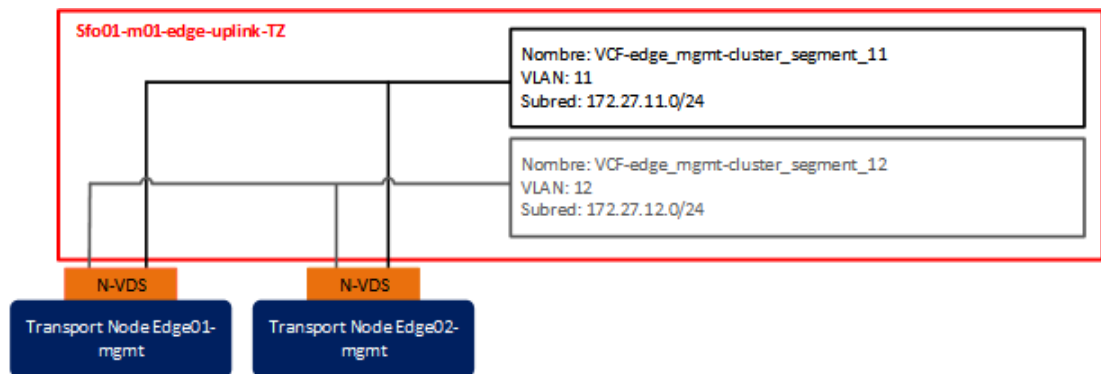 Sfo01-m01-edge-uplink-TZ
Nombre: VCF-edge_mgmt-cluster_segment_11
VLAN: 11
Subred: 172.27.11.0/24
Nombre: VCF-edge_mgmt-cluster_segment_12
VLAN: 12
Subred: 172.27.12.0/24
N-VDS
N-VDS
Transport Node Edge01-
mgmt
Transport Node Edge02-
mgmt